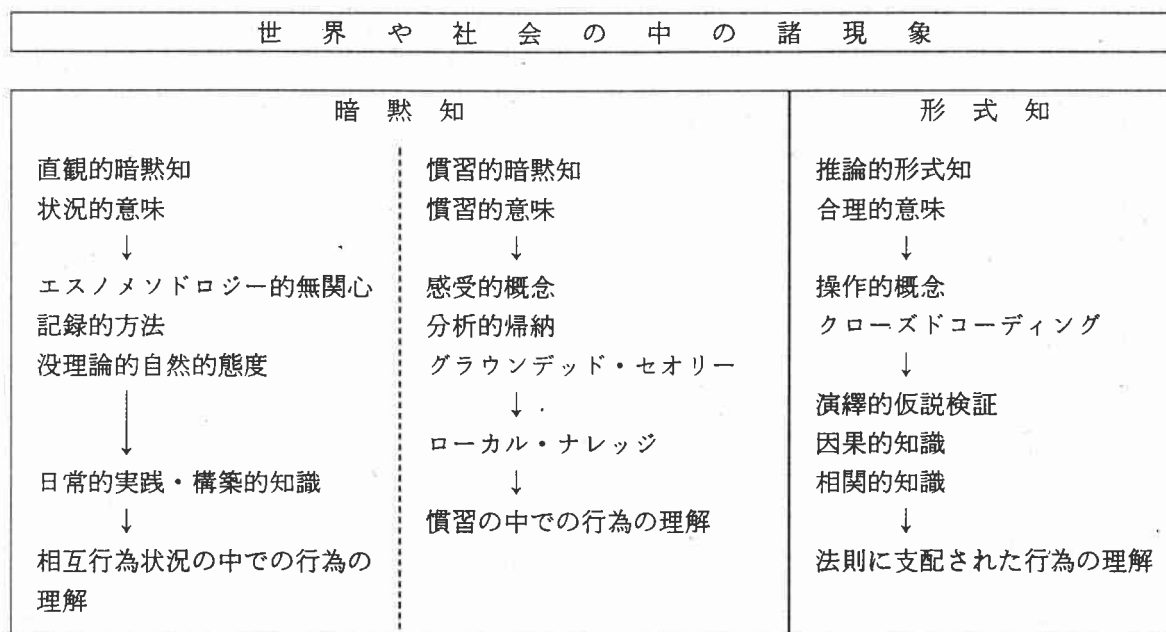 世界や社会の中の諸現象
暗黙知
直観的暗黙知
状況的意味
↓
エスノメソドロジー的無関心
記録的方法
没理論的自然的態度
↓
日常的実践・構築的知識
↓
相互行為状況の中での行為の
理解
慣習的暗黙知
慣習的意味
↓
感受的概念
分析的帰納
グラウンデッド・セオリー
↓
ローカル・ナレッジ
↓
慣習の中での行為の理解
形式知
推論的形式知
合理的意味
↓
操作的概念
クローズドコーディング
↓
演繹的仮説検証
因果的知識
相関的知識
↓
法則に支配された行為の理解